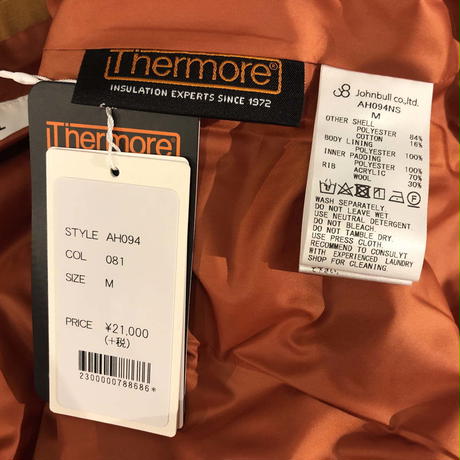 Thermore®
INSULATION EXPERTS SINCE 1972
Thermore
STYLE AH094
COL 081
SIZE M
PRICE ¥21,000
(+税)
2300000788686*
Johnbull co.,ltd.
AH094NS
M
OTHER SHELL
POLYESTER 84%
COTTON 16%
BODY LINING
POLYESTER 100%
INNER PADDING
POLYESTER 100%
RIB ACRYLIC 70%
WOOL 30%
WASH SEPARATELY.
DO NOT LEAVE WET.
USE NEUTRAL DETERGENT.
DO NOT BLEACH.
DO NOT TAMBLE DRY.
USE PRESS CLOTH.
RECOMMEND TO CONSULYT
WITH EXPERIENCED LAUNDRY
SHOP FOR CLEANING.